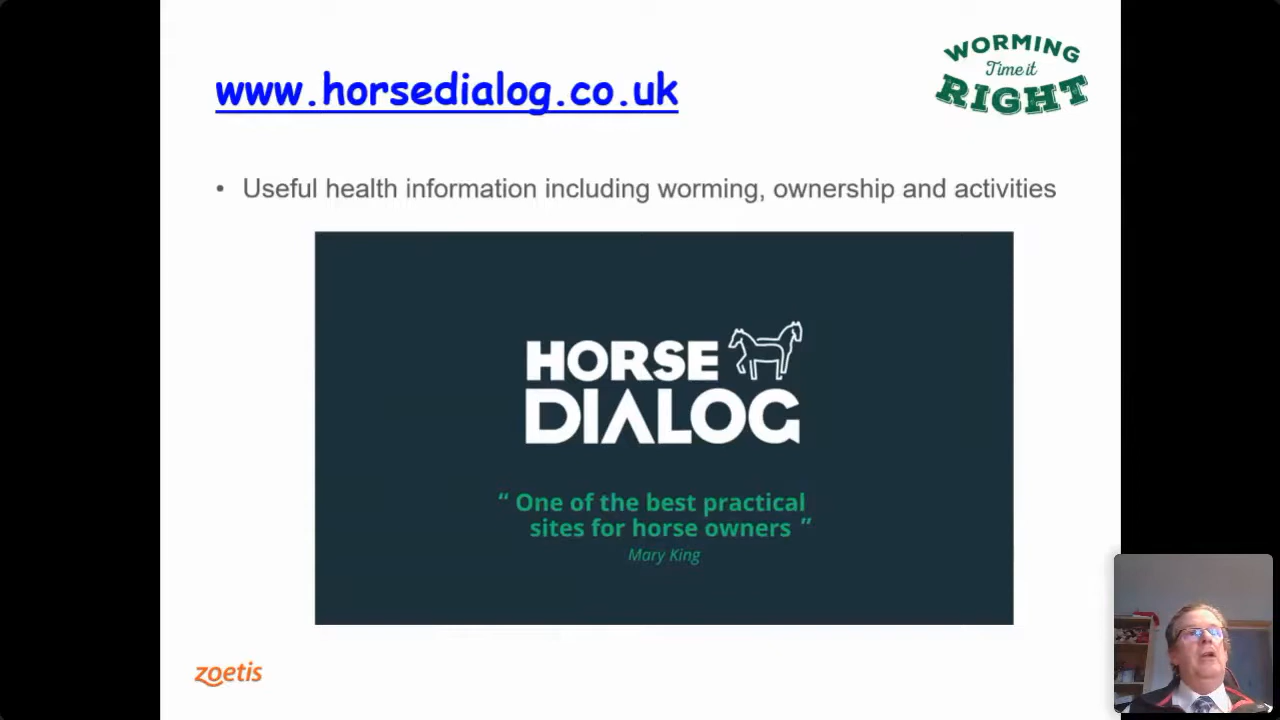 www.horsedialog.co.uk
WORMING
Time it
RIGHT
• Useful health information including worming, ownership and activities
HORSE
DIALOG
“ One of the best practical
sites for horse owners ”
Mary King
zoetis